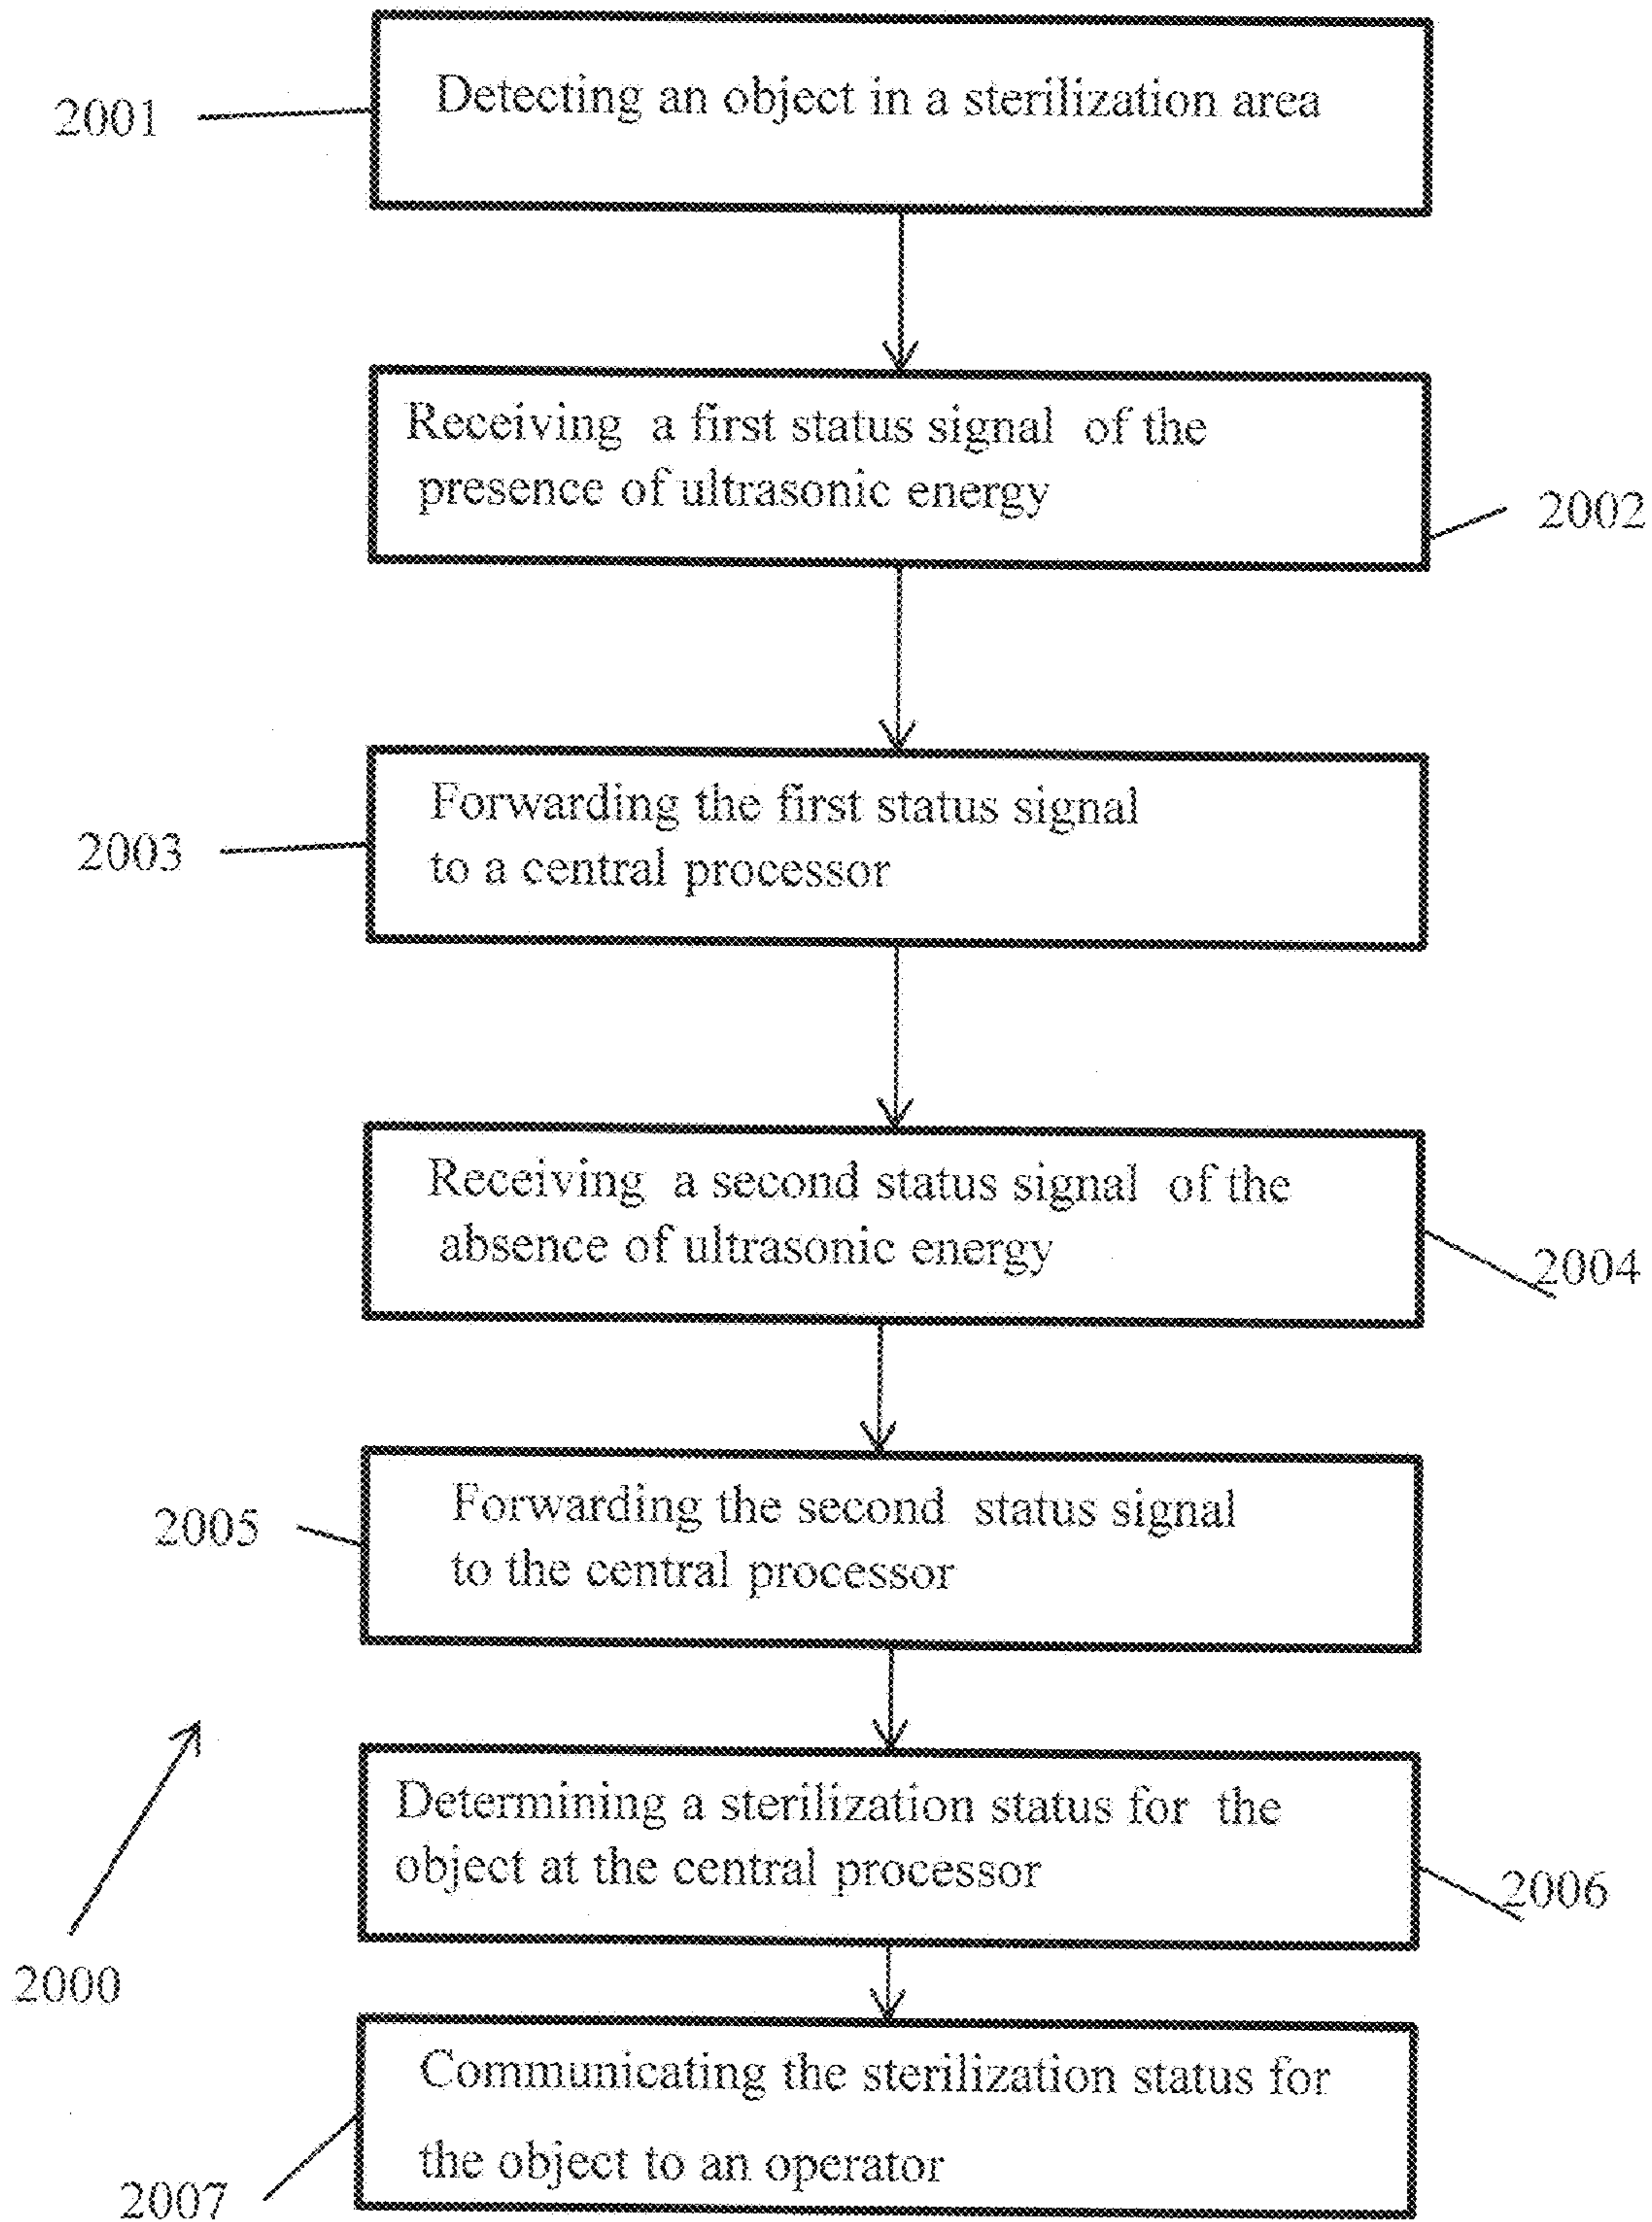 2001
Detecting an object in a sterilization area
Receiving a first status signal of the
presence of ultrasonic energy
2002
2003
Forwarding the first status signal
to a central processor
Receiving a second status signal of the
absence of ultrasonic energy
2004
2005
Forwarding the second status signal
to the central processor
Determining a sterilization status for the
object at the central processor
2006
2000
Communicating the sterilization status for
the object to an operator
2007